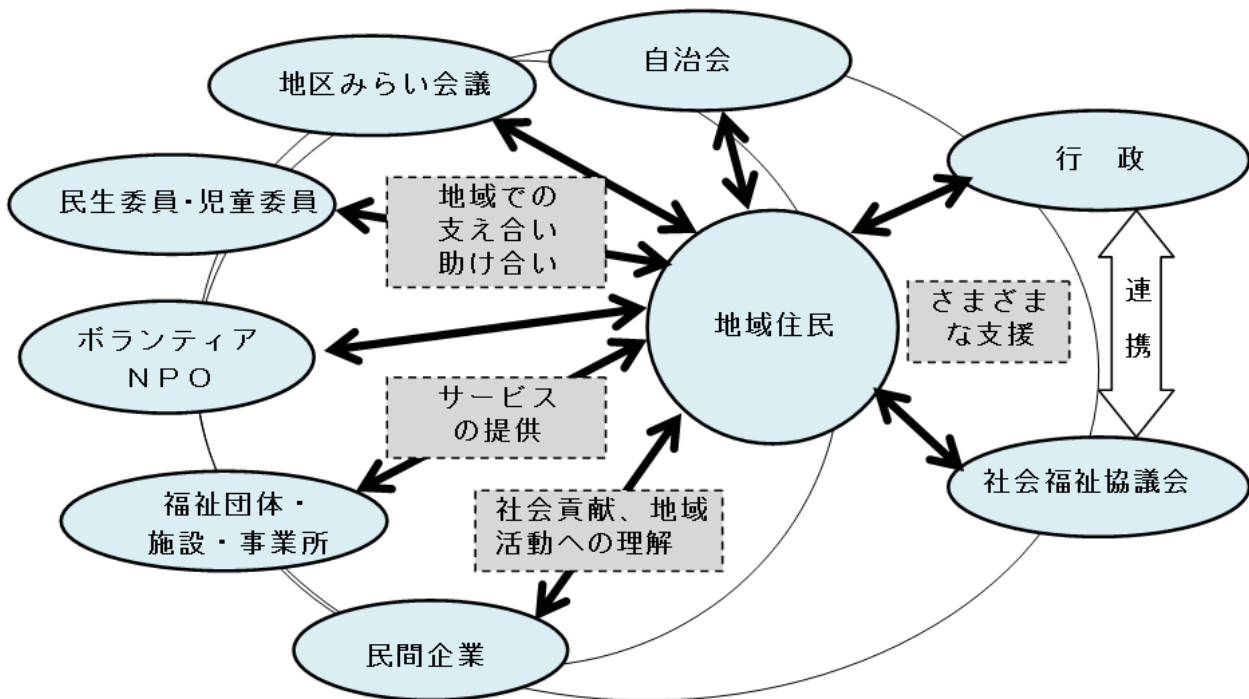 自治会
地区みらい会議
行　政
民生委員・児童委員
地域での
支え合い
助け合い
地域住民
さまざま
な支援
連
携
ボランティア
ＮＰＯ
サービス
の提供
社会福祉協議会
福祉団体・
施設・事業所
社会貢献、地域
活動への理解
民間企業